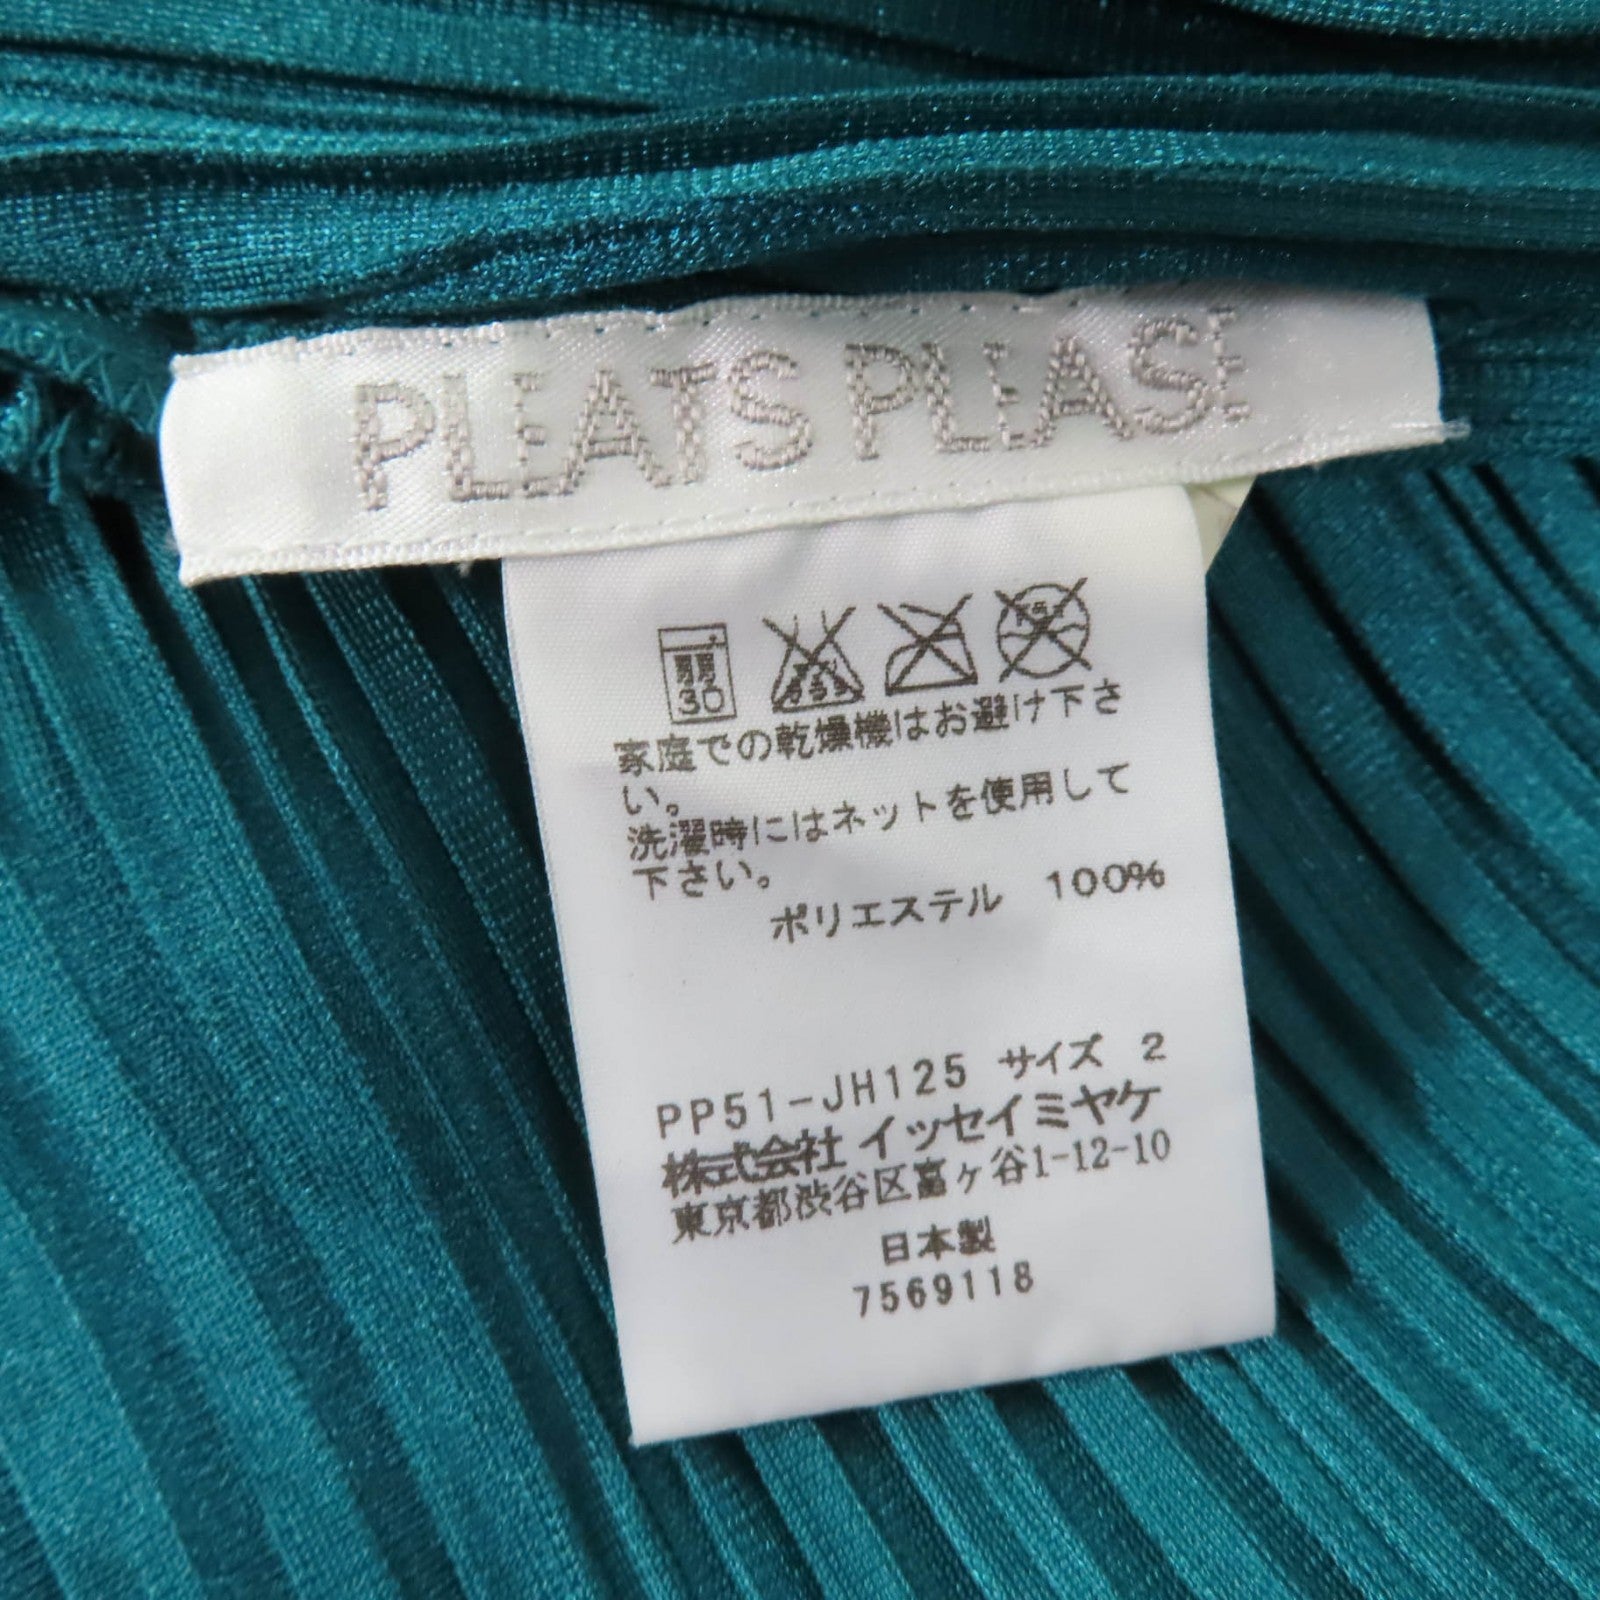 PLEATS PLEASE
弱
30
家庭での乾燥機はお避け下さ
い。
洗濯時にはネットを使用して
下さい。
ポリエステル 100%
PP51-JH125 サイズ 2
株式会社 イッセイミヤケ
東京都渋谷区富ヶ谷1-12-10
日本製
7569118